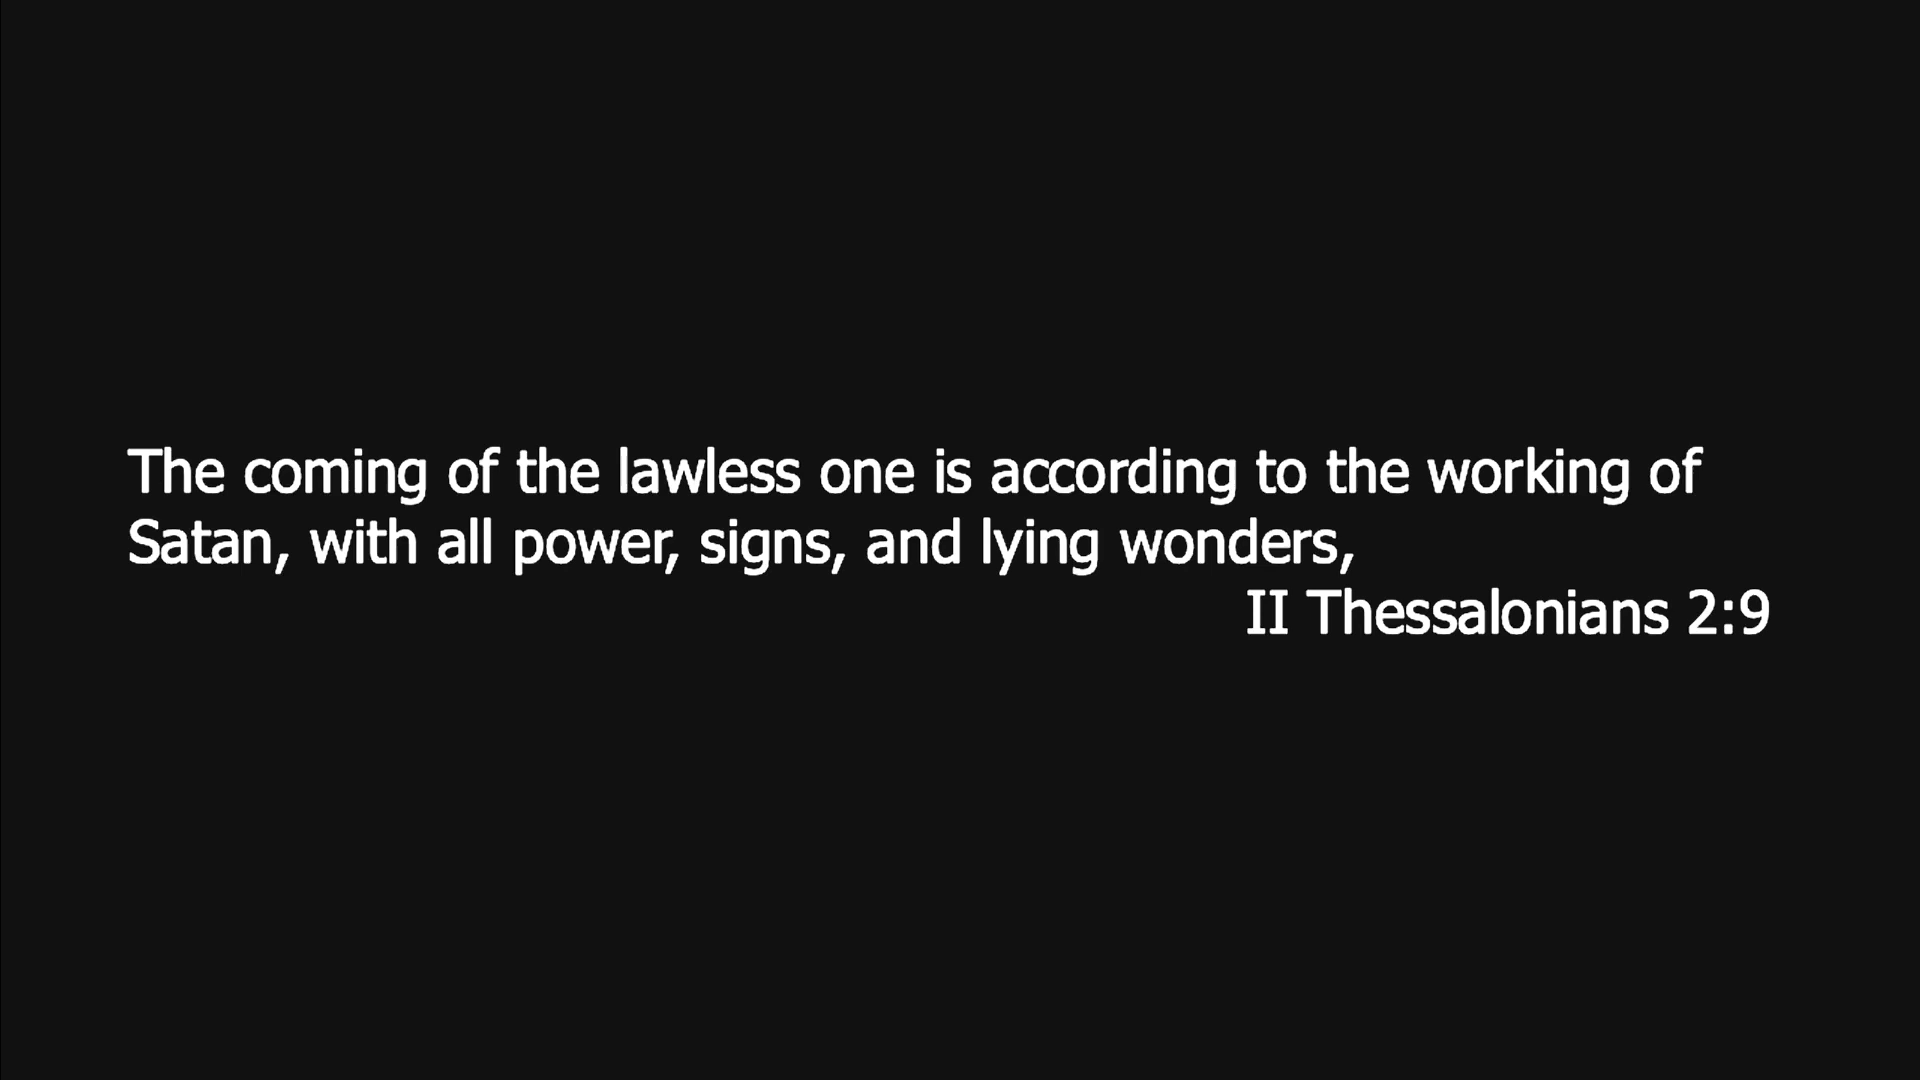 The coming of the lawless one is according to the working of
Satan, with all power, signs, and lying wonders,
II Thessalonians 2:9